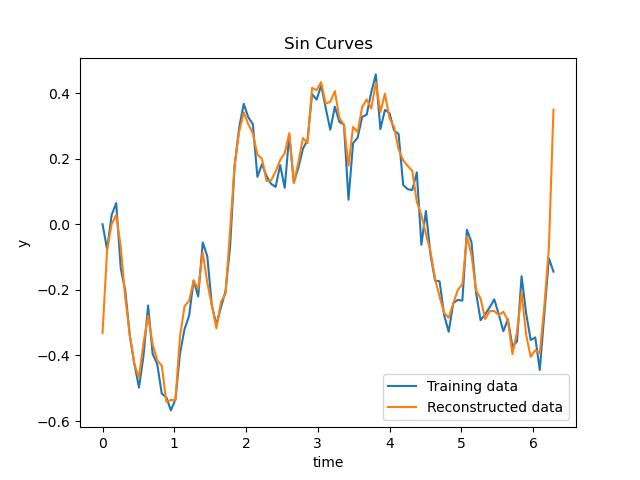 Sin Curves
y
0.4
0.2
0.0
−0.2
−0.4
−0.6
0 1 2 3 4 5 6
time
Training data
Reconstructed data